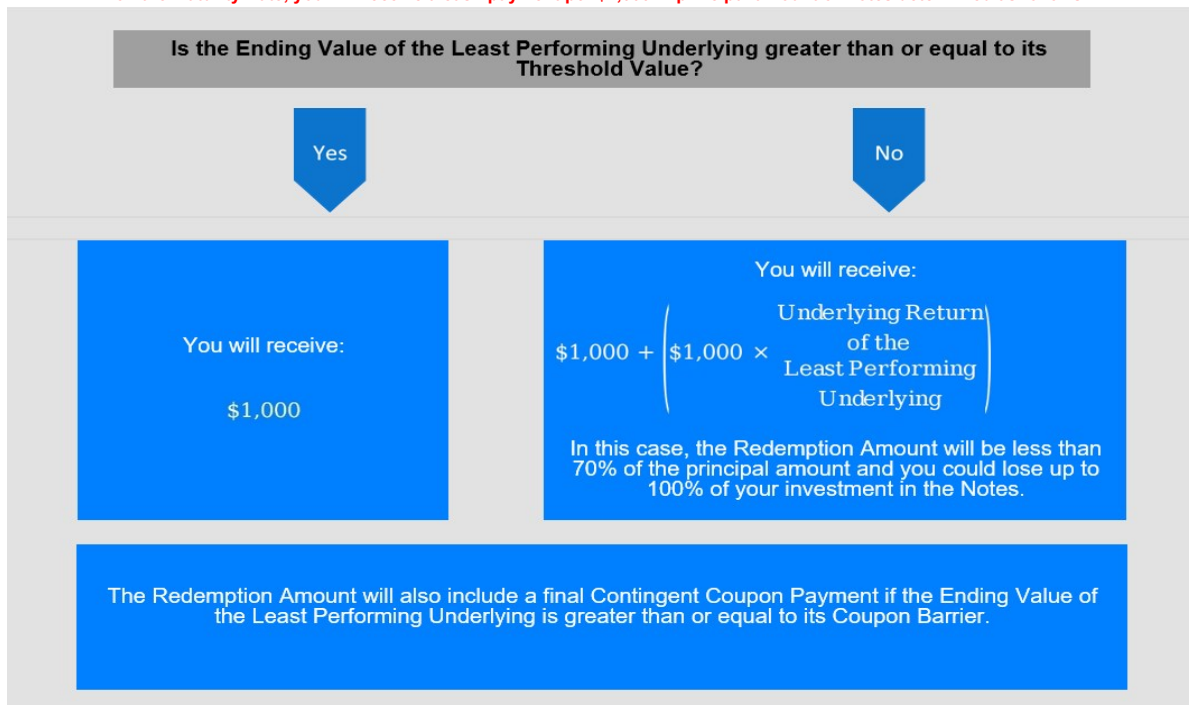 Is the Ending Value of the Least Performing Underlying greater than or equal to its
Threshold Value?
Yes
No
You will receive:
$1,000
You will receive:
$1,000 + ($1,000 × Underlying Return
of the
Least Performing
Underlying)
In this case, the Redemption Amount will be less than
70% of the principal amount and you could lose up to
100% of your investment in the Notes.
The Redemption Amount will also include a final Contingent Coupon Payment if the Ending Value of
the Least Performing Underlying is greater than or equal to its Coupon Barrier.